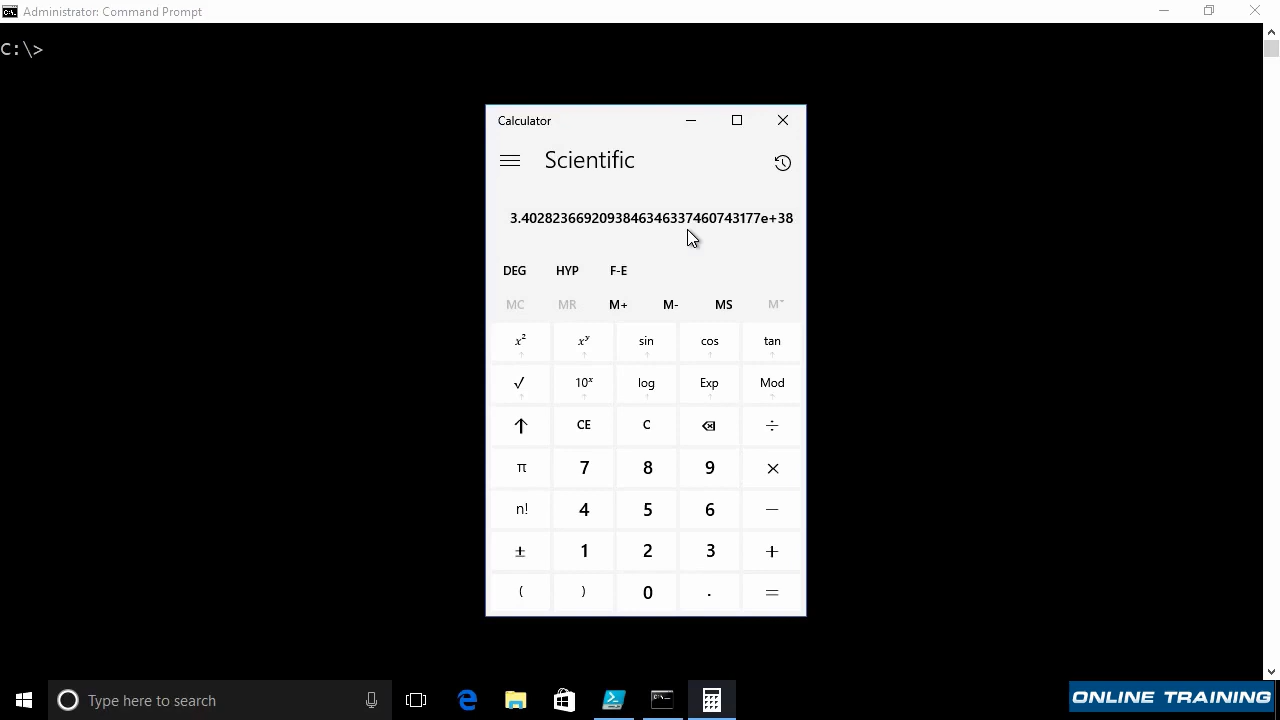 Administrator: Command Prompt
C:\>
Calculator
Scientific
3.4028236692093846346337460743177e+38
DEG HYP F-E
MC MR M+ M- MS M˅
x² xʸ sin cos tan
√ 10ˣ log Exp Mod
↑ CE C ÷
π 7 8 9 ×
n! 4 5 6 −
± 1 2 3 +
( ) 0 . =
Type here to search
ONLINE TRAINING